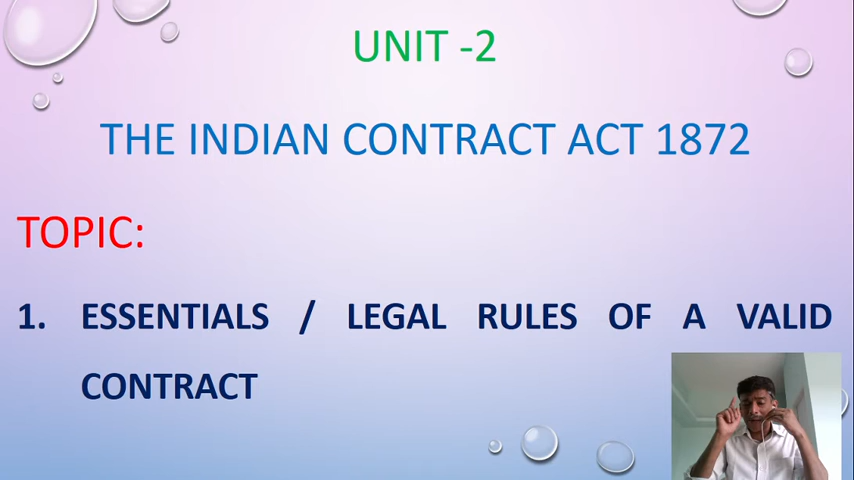 UNIT -2
THE INDIAN CONTRACT ACT 1872
TOPIC:
1. ESSENTIALS / LEGAL RULES OF A VALID
CONTRACT